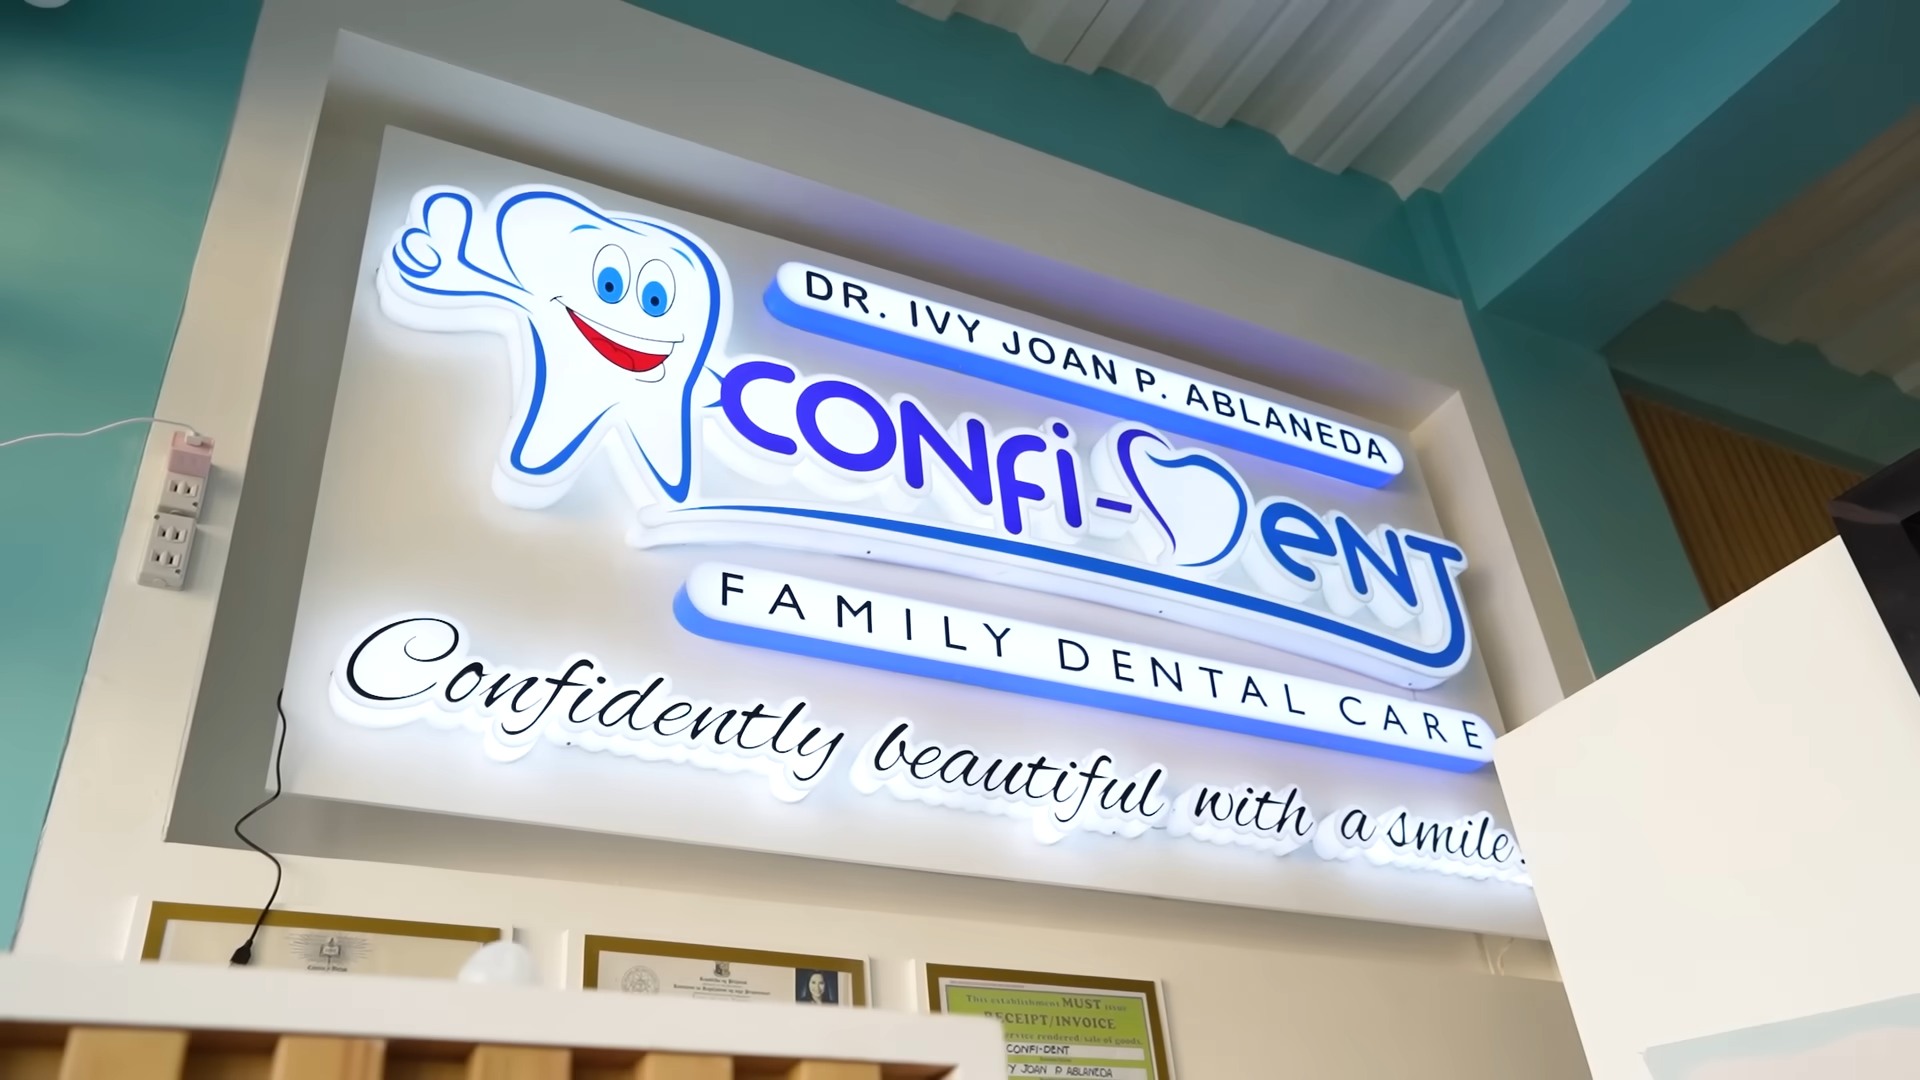 DR. IVY JOAN P. ABLANEDA
CONfi-DeNT
FAMILY DENTAL CARE
Confidently beautiful with a smile.
This establishment MUST issue
RECEIPT/INVOICE
CONFI-DENT
JOAN P ABLANEDA